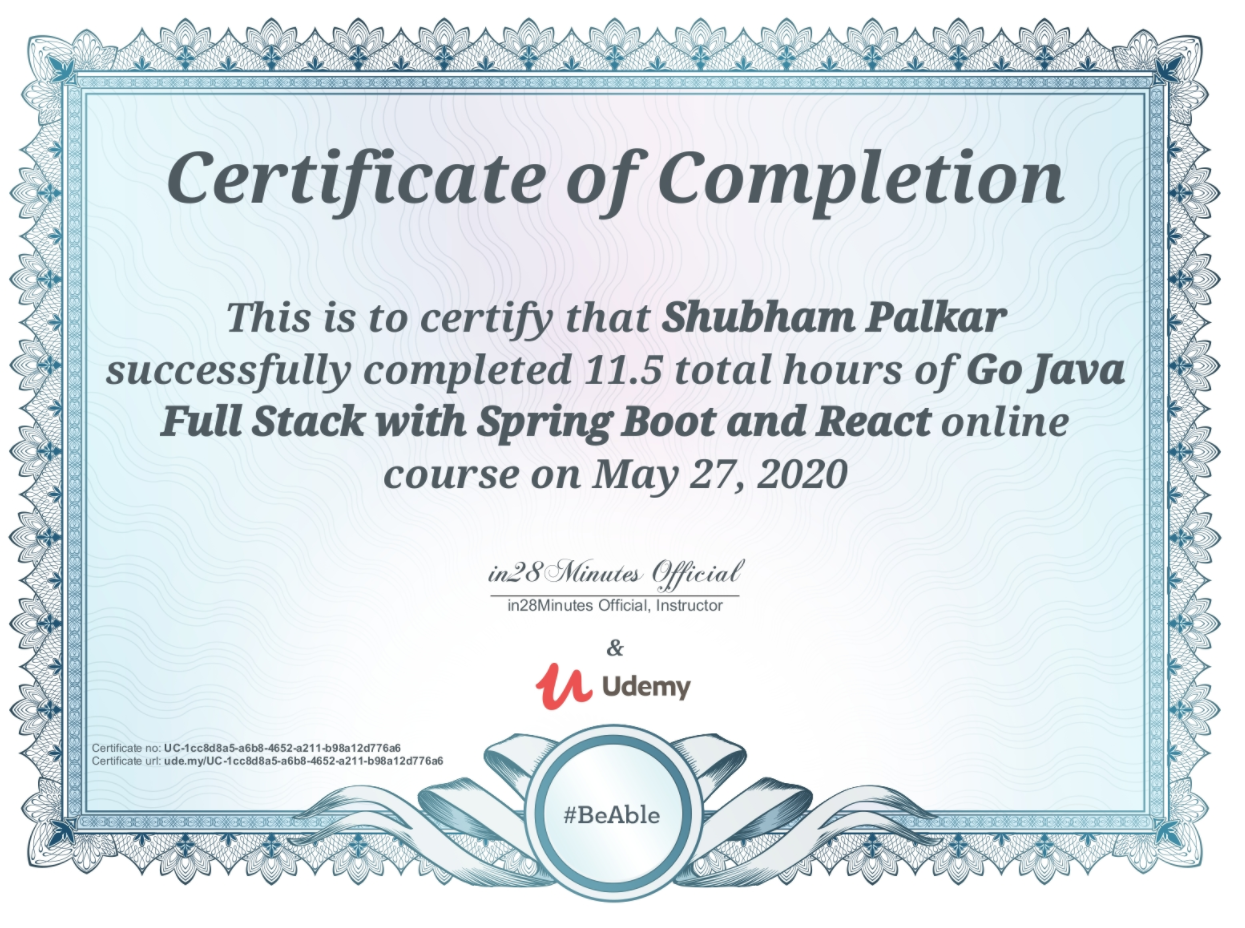 Certificate of Completion
This is to certify that Shubham Palkar
successfully completed 11.5 total hours of Go Java
Full Stack with Spring Boot and React online
course on May 27, 2020
in28Minutes Official
in28Minutes Official, Instructor
&
Udemy
Certificate no: UC-1cc8d8a5-a6b8-4652-a211-b98a12d776a6
Certificate url: ude.my/UC-1cc8d8a5-a6b8-4652-a211-b98a12d776a6
#BeAble